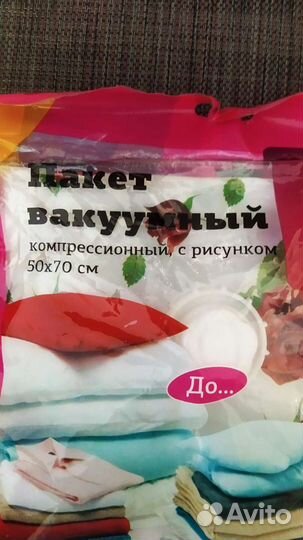 Пакет
вакуумный
компрессионный, с рисунком
50х70 см
До...
Avito